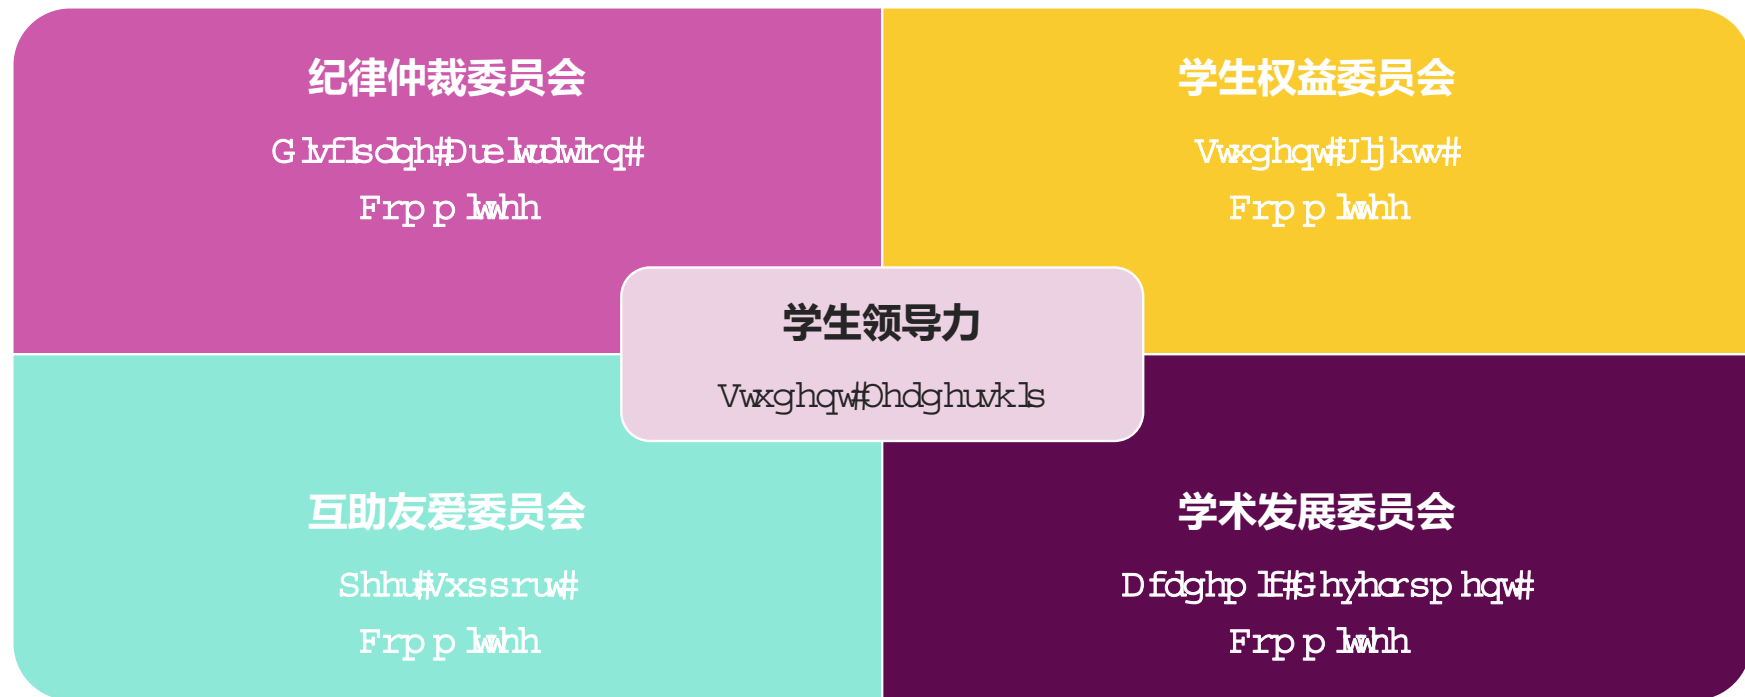 纪律仲裁委员会
Glvflsolqh#Duelwudwlrq#
Frpplwwhh
学生权益委员会
Vwxghqw#Uljkwv#
Frpplwwhh
学生领导力
Vwxghqw#Ohdghuvkls
互助友爱委员会
Shhu#Vxssruw#
Frpplwwhh
学术发展委员会
Dfdghplf#Ghyhorsphqw#
Frpplwwhh